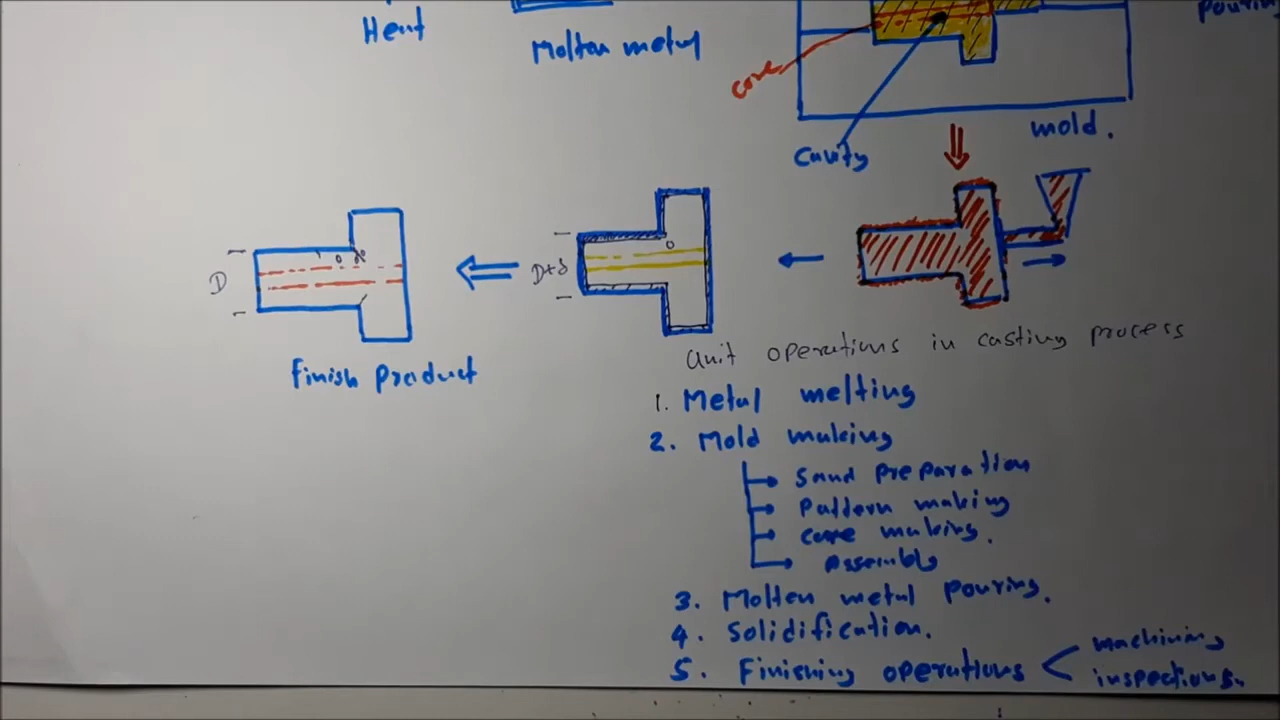 Heat
Molten metal
Pouring
Core
Cavity
mold.
D
D+δ
Finish product
Unit operations in casting process
1. Metal melting
2. Mold making
Sand preparation
Pattern making
Core making.
Assembly
3. Molten metal pouring.
4. Solidification.
5. Finishing operations
machining
inspections.